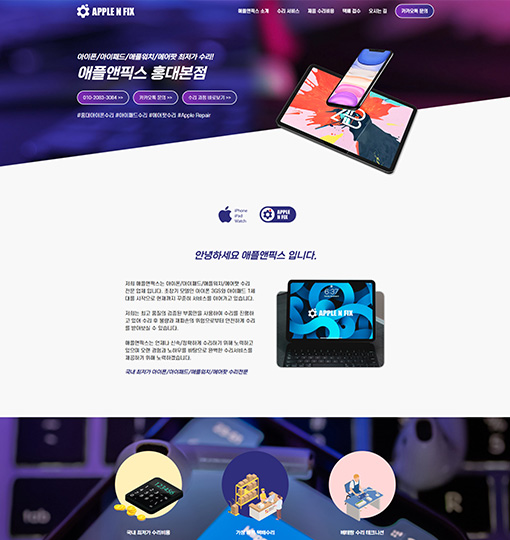 APPLE N FIX
애플앤픽스 소개 수리 서비스 제품 수리비용 택배 접수 오시는 길 카카오톡 문의
아이폰/아이패드/애플워치/에어팟 최저가 수리!
애플앤픽스 홍대본점
010-2083-3084 >> 카카오톡 문의 >> 수리 과정 바로보기 >>
#홍대아이폰수리 #아이패드수리 #에어팟수리 #Apple Repair
iPhone
iPad
Watch
APPLE
N FIX
안녕하세요 애플앤픽스 입니다.
저희 애플앤픽스는 아이폰/아이패드/애플워치/에어팟 수리
전문 업체 입니다. 초창기 모델인 아이폰 3GS와 아이패드 1세
대를 시작으로 현재까지 꾸준히 서비스를 이어가고 있습니다.
저희는 최고 품질의 검증된 부품만을 사용하여 수리를 진행하
고 있어 수리 후 불량과 재파손의 위험으로부터 안전하게 수리
를 받아보실 수 있습니다.
애플앤픽스는 언제나 신속/정확하게 수리하기 위해 노력하고
있으며 오랜 경험과 노하우를 바탕으로 완벽한 수리서비스를
제공하기 위해 노력하겠습니다.
국내 최저가 아이폰/아이패드/애플워치/에어팟 수리전문
6:37
APPLE N FIX
tab
국내 최저가 수리비용
택배수리
베테랑 수리 테크니션